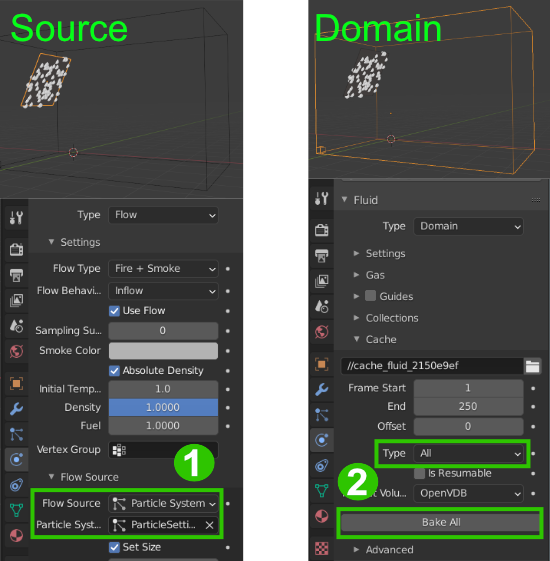 Source
Type
Flow
Settings
Flow Type
Fire + Smoke
Flow Behavi...
Inflow
Use Flow
Sampling Su...
0
Smoke Color
Absolute Density
Initial Temp...
1.0
Density
1.0000
Fuel
1.0000
Vertex Group
1
Flow Source
Flow Source
Particle System
Particle Syst...
ParticleSetti...
Set Size
Domain
Fluid
Type
Domain
Settings
Gas
Guides
Collections
Cache
//cache_fluid_2150e9ef
Frame Start
1
End
250
Offset
0
Type
All
2
Is Resumable
Volu...
OpenVDB
Bake All
Advanced